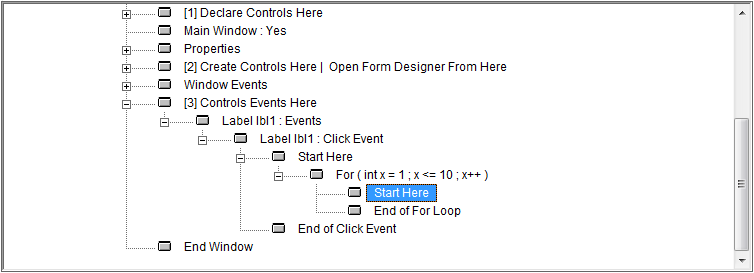 [1] Declare Controls Here
Main Window : Yes
Properties
[2] Create Controls Here | Open Form Designer From Here
Window Events
[3] Controls Events Here
Label lbl1 : Events
Label lbl1 : Click Event
Start Here
For ( int x = 1 ; x <= 10 ; x++ )
Start Here
End of For Loop
End of Click Event
End Window